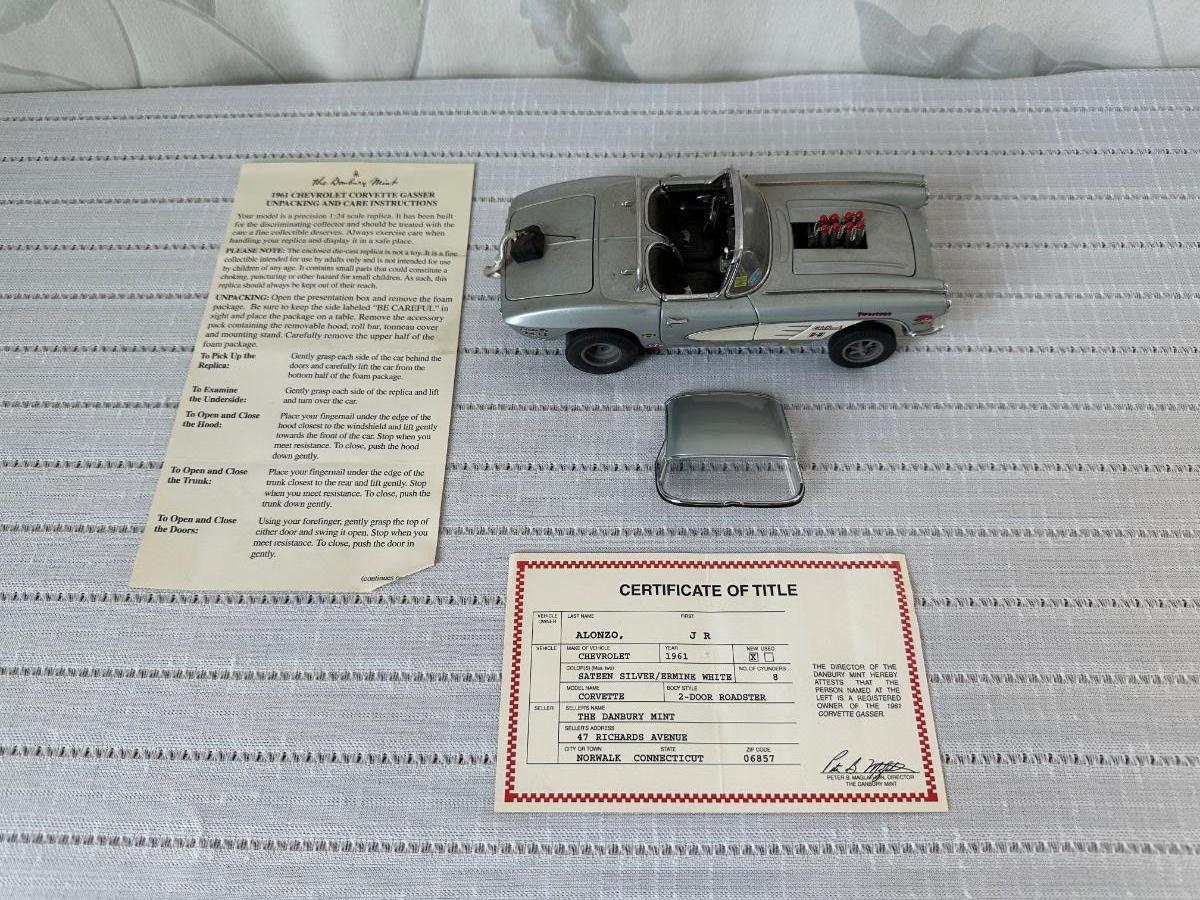 the Danbury Mint
1961 CHEVROLET CORVETTE GASSER
UNPACKING AND CARE INSTRUCTIONS
Your model is a precision 1:24 scale replica. It has been built
for the discriminating collector and should be treated with the
care a fine collectible deserves. Always exercise care when
handling your replica and display it in a safe place.
PLEASE NOTE: The enclosed die-cast replica is not a toy. It is a fine
collectible intended for use by adults only and is not intended for use
by children of any age. It contains small parts that could constitute a
choking, puncturing or other hazard for small children. As such, this
replica should always be kept out of their reach.
UNPACKING: Open the presentation box and remove the foam
package. Be sure to keep the side labeled "BE CAREFUL" in
sight and place the package on a table. Remove the accessory
pack containing the removable hood, roll bar, tonneau cover
and mounting stand. Carefully remove the upper half of the
foam package.
To Pick Up the Replica: Gently grasp each side of the car behind the
doors and carefully lift the car from the
bottom half of the foam package.
To Examine the Underside: Gently grasp each side of the replica and lift
and turn over the car.
To Open and Close the Hood: Place your fingernail under the edge of the
hood closest to the windshield and lift gently
towards the front of the car. Stop when you
meet resistance. To close, push the hood
down gently.
To Open and Close the Trunk: Place your fingernail under the edge of the
trunk closest to the rear and lift gently. Stop
when you meet resistance. To close, push the
trunk down gently.
To Open and Close the Doors: Using your forefinger, gently grasp the top of
either door and swing it open. Stop when you
meet resistance. To close, push the door in
gently.
(continues
Firestone
CERTIFICATE OF TITLE
VEHICLE OWNER LAST NAME FIRST
ALONZO, J R
VEHICLE MAKE OF VEHICLE YEAR NEW USED
CHEVROLET 1961 X
COLOR(S) (Max. two) NO. OF CYLINDERS
SATEEN SILVER/ERMINE WHITE 8
MODEL NAME BODY STYLE
CORVETTE 2-DOOR ROADSTER
SELLER SELLER'S NAME
THE DANBURY MINT
SELLER'S ADDRESS
47 RICHARDS AVENUE
CITY OR TOWN STATE ZIP CODE
NORWALK CONNECTICUT 06857
THE DIRECTOR OF THE
DANBURY MINT HEREBY
ATTESTS THAT THE
PERSON NAMED AT THE
LEFT IS A REGISTERED
OWNER OF THE 1961
CORVETTE GASSER.
PETER B. MAGLATHLIN, DIRECTOR
THE DANBURY MINT